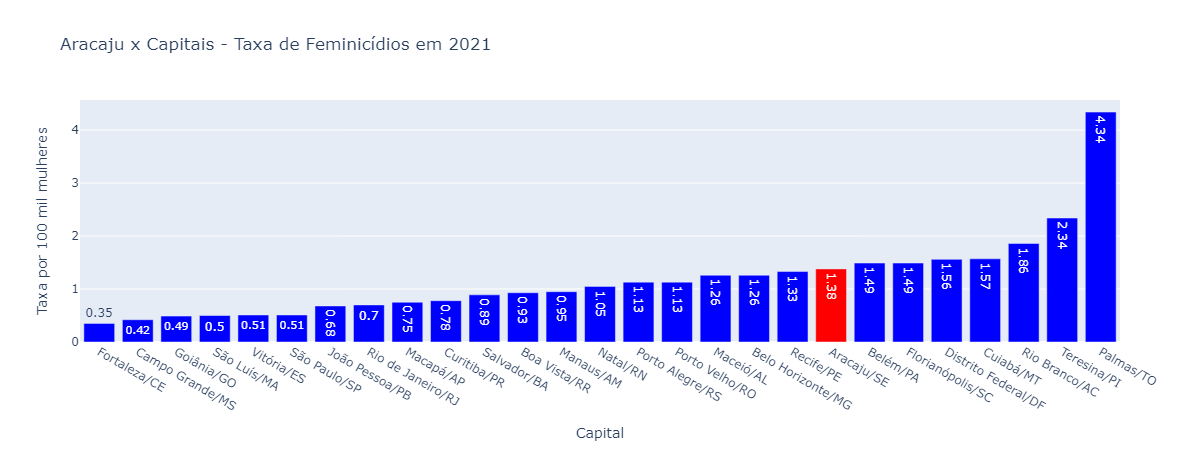 Aracaju x Capitais - Taxa de Feminicídios em 2021
Taxa por 100 mil mulheres
4
3
2
1
0
0.35
0.42
0.49
0.5
0.51
0.51
0.68
0.7
0.75
0.78
0.89
0.93
0.95
1.05
1.13
1.13
1.26
1.26
1.33
1.38
1.49
1.49
1.56
1.57
1.86
2.34
4.34
Fortaleza/CE
Campo Grande/MS
Goiânia/GO
São Luís/MA
Vitória/ES
São Paulo/SP
João Pessoa/PB
Rio de Janeiro/RJ
Macapá/AP
Curitiba/PR
Salvador/BA
Boa Vista/RR
Manaus/AM
Natal/RN
Porto Alegre/RS
Porto Velho/RO
Maceió/AL
Belo Horizonte/MG
Recife/PE
Aracaju/SE
Belém/PA
Florianópolis/SC
Distrito Federal/DF
Cuiabá/MT
Rio Branco/AC
Teresina/PI
Palmas/TO
Capital